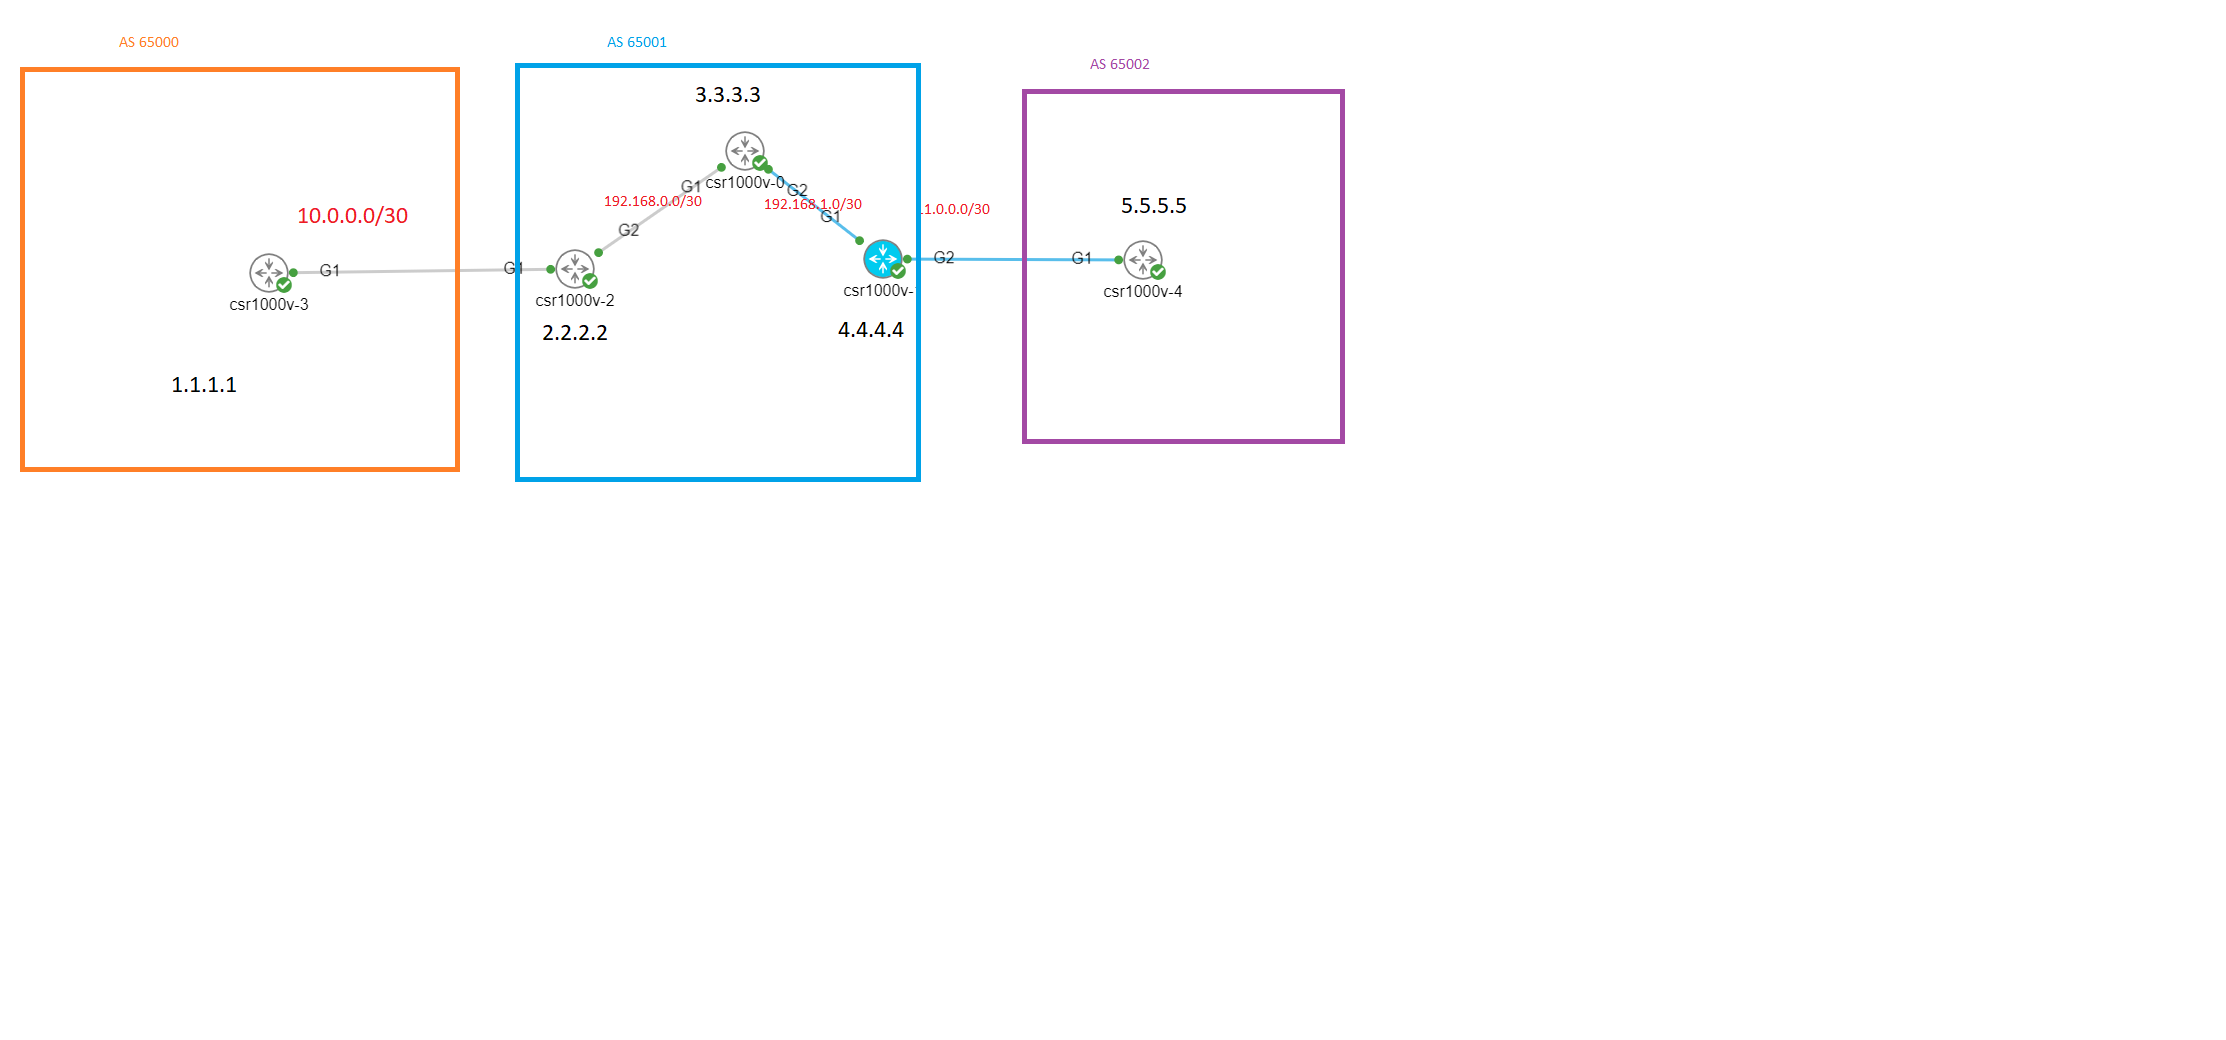 AS 65000
AS 65001
AS 65002
3.3.3.3
csr1000v-0
G1
G2
192.168.0.0/30
192.168.1.0/30
G1
1.0.0.0/30
5.5.5.5
10.0.0.0/30
G2
G1
G1
G2
G1
csr1000v-3
csr1000v-2
csr1000v-
csr1000v-4
2.2.2.2
4.4.4.4
1.1.1.1